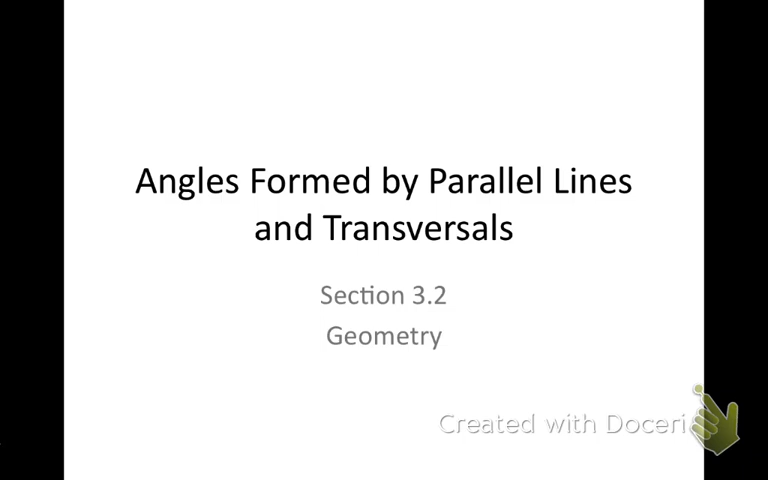 Angles Formed by Parallel Lines
and Transversals
Section 3.2
Geometry
Created with Doceri